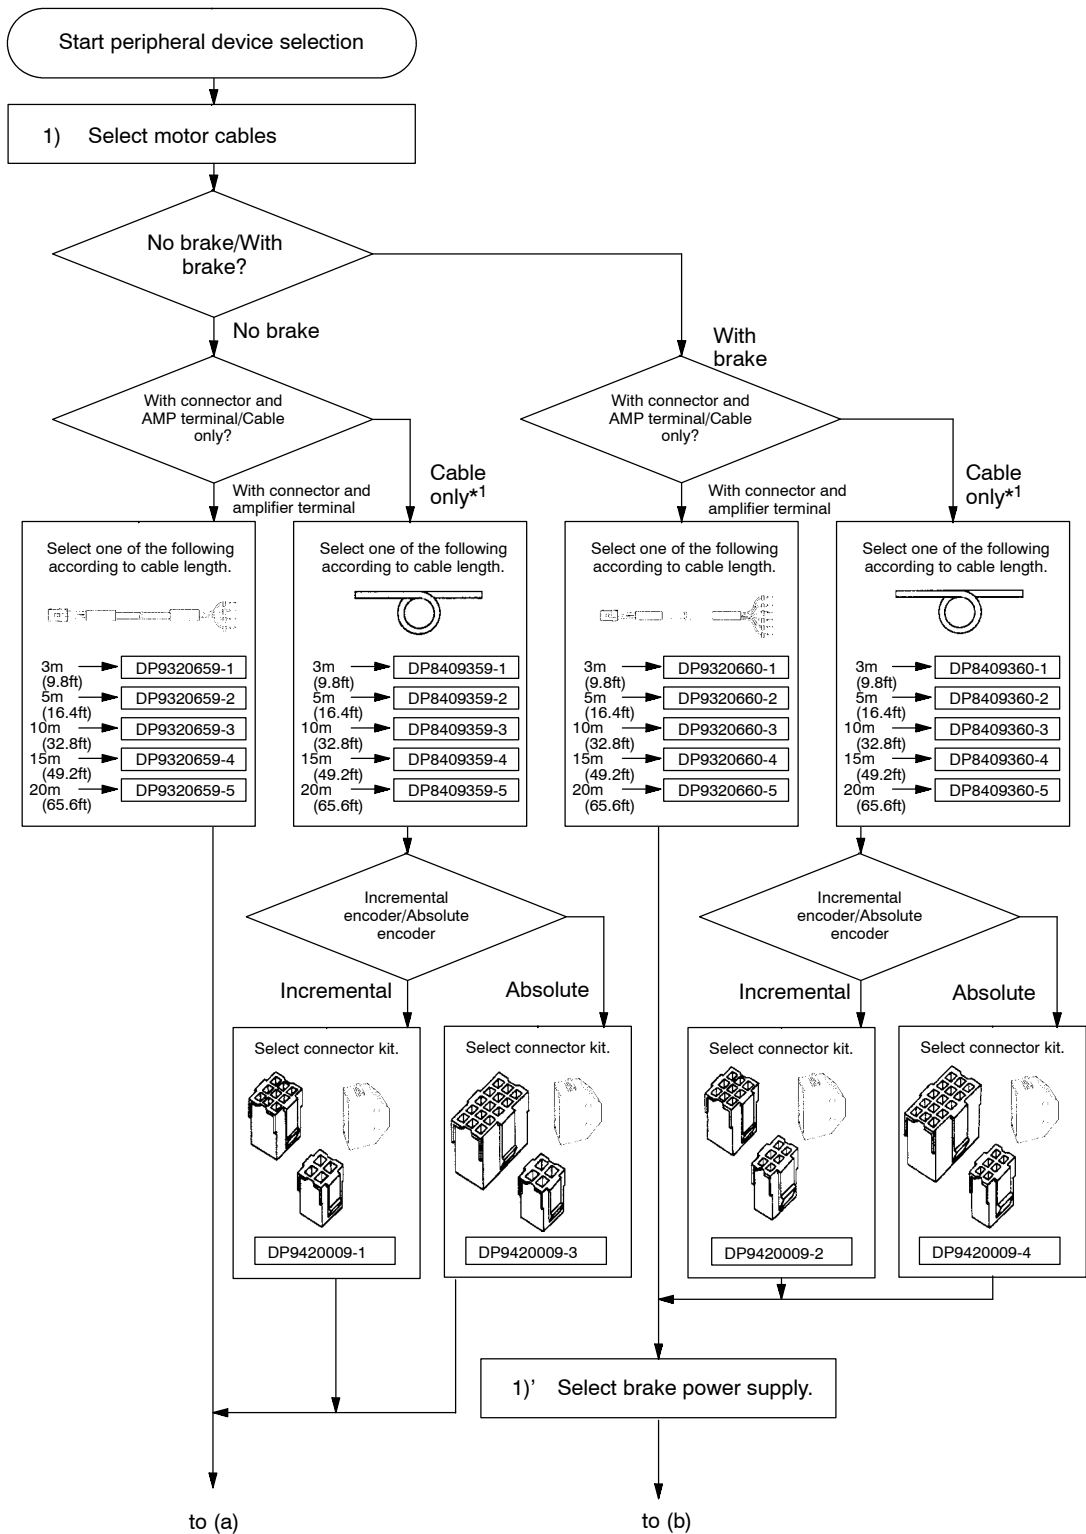 Start peripheral device selection
1) Select motor cables
No brake/With
brake?
No brake
With
brake
With connector and
AMP terminal/Cable
only?
Cable
only*1
With connector and
amplifier terminal
With connector and
AMP terminal/Cable
only?
Cable
only*1
With connector and
amplifier terminal
Select one of the following
according to cable length.
3m
(9.8ft)
DP9320659-1
5m
(16.4ft)
DP9320659-2
10m
(32.8ft)
DP9320659-3
15m
(49.2ft)
DP9320659-4
20m
(65.6ft)
DP9320659-5
Select one of the following
according to cable length.
3m
(9.8ft)
DP8409359-1
5m
(16.4ft)
DP8409359-2
10m
(32.8ft)
DP8409359-3
15m
(49.2ft)
DP8409359-4
20m
(65.6ft)
DP8409359-5
Select one of the following
according to cable length.
3m
(9.8ft)
DP9320660-1
5m
(16.4ft)
DP9320660-2
10m
(32.8ft)
DP9320660-3
15m
(49.2ft)
DP9320660-4
20m
(65.6ft)
DP9320660-5
Select one of the following
according to cable length.
3m
(9.8ft)
DP8409360-1
5m
(16.4ft)
DP8409360-2
10m
(32.8ft)
DP8409360-3
15m
(49.2ft)
DP8409360-4
20m
(65.6ft)
DP8409360-5
Incremental
encoder/Absolute
encoder
Incremental
Absolute
Incremental
encoder/Absolute
encoder
Incremental
Absolute
Select connector kit.
DP9420009-1
Select connector kit.
DP9420009-3
Select connector kit.
DP9420009-2
Select connector kit.
DP9420009-4
1)’ Select brake power supply.
to (a)
to (b)